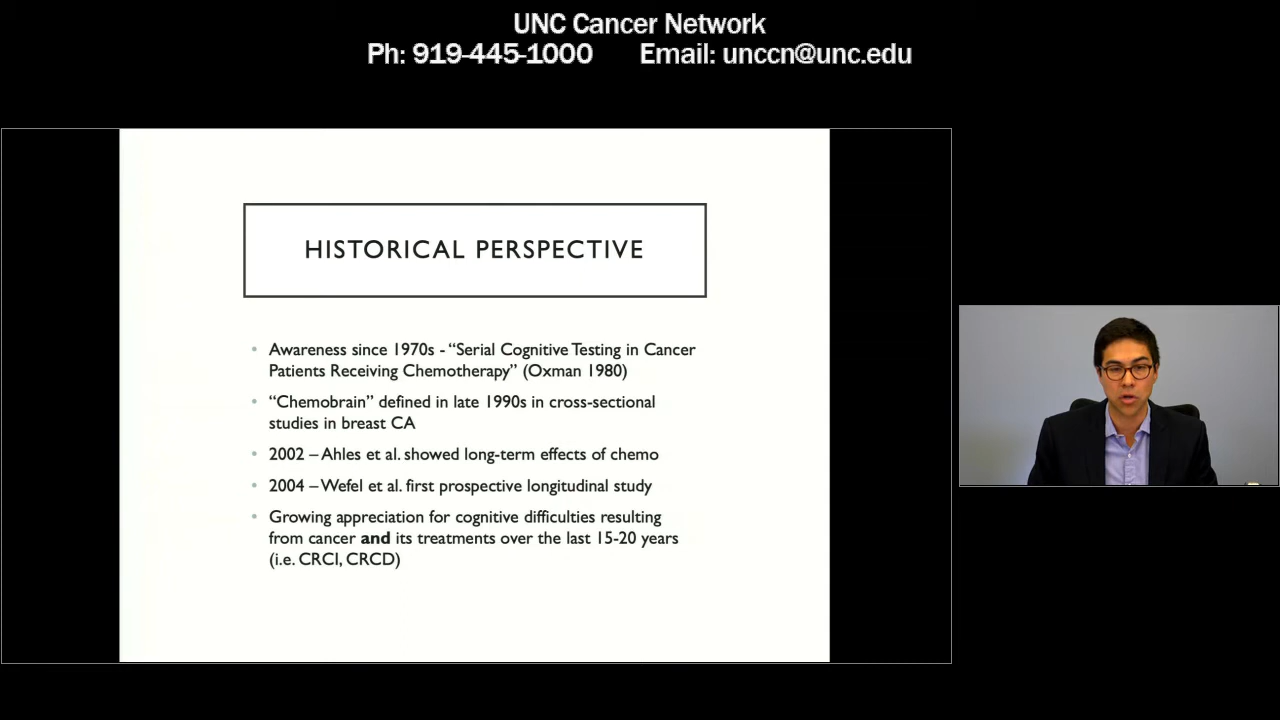 UNC Cancer Network
Ph: 919-445-1000 Email: unccn@unc.edu
HISTORICAL PERSPECTIVE
• Awareness since 1970s - “Serial Cognitive Testing in Cancer
Patients Receiving Chemotherapy” (Oxman 1980)
• “Chemobrain” defined in late 1990s in cross-sectional
studies in breast CA
• 2002 – Ahles et al. showed long-term effects of chemo
• 2004 – Wefel et al. first prospective longitudinal study
• Growing appreciation for cognitive difficulties resulting
from cancer and its treatments over the last 15-20 years
(i.e. CRCI, CRCD)